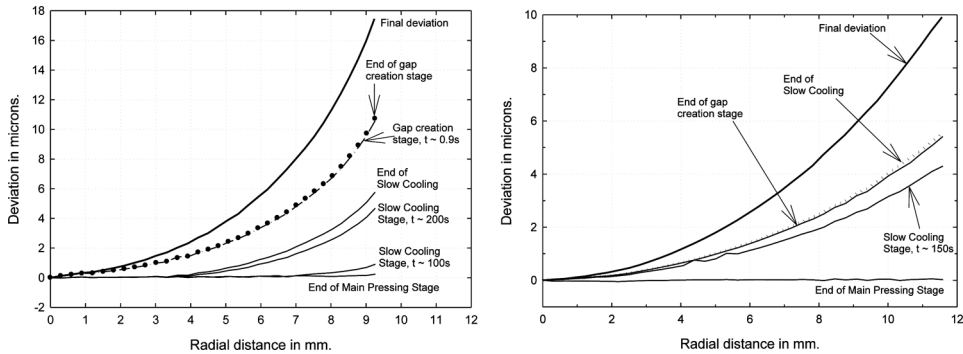 18
16
14
12
10
8
6
4
2
0
-2
Deviation in microns.
Final deviation
End of gap
creation stage
Gap creation
stage, t ~ 0.9s
End of
Slow Cooling
Slow Cooling
Stage, t ~ 200s
Slow Cooling
Stage, t ~ 100s
End of Main Pressing Stage
0 1 2 3 4 5 6 7 8 9 10 11 12
Radial distance in mm.
10
8
6
4
2
0
Deviation in microns.
Final deviation
End of
Slow Cooling
End of gap
creation stage
Slow Cooling
Stage, t ~ 150s
End of Main Pressing Stage
0 2 4 6 8 10 12
Radial distance in mm.